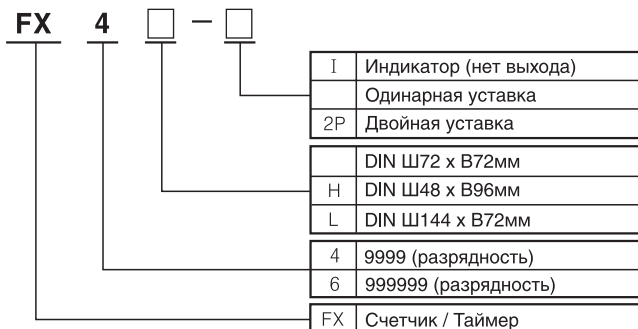 FX 4 □ – □
I Индикатор (нет выхода)
Одинарная уставка
2P Двойная уставка
DIN Ш72 x В72мм
H DIN Ш48 x В96мм
L DIN Ш144 x В72мм
4 9999 (разрядность)
6 999999 (разрядность)
FX Счетчик / Таймер